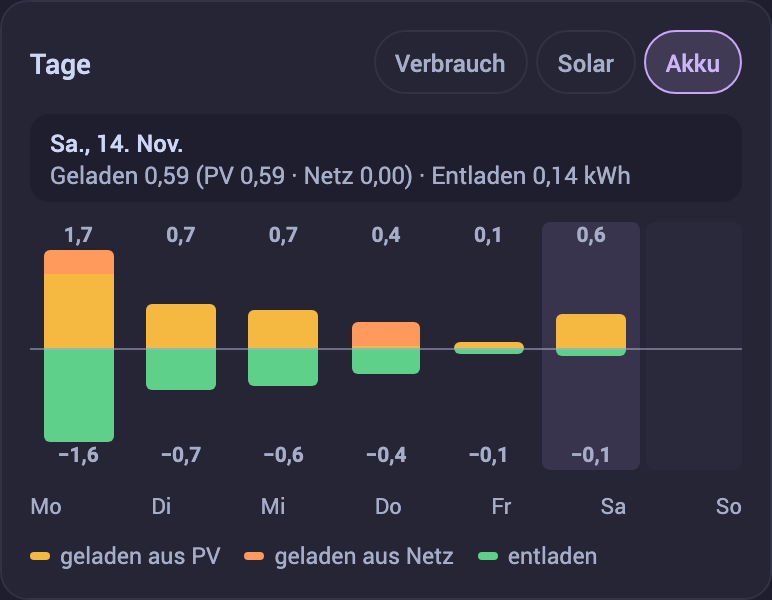 Tage
Verbrauch Solar Akku
Sa., 14. Nov.
Geladen 0,59 (PV 0,59 · Netz 0,00) · Entladen 0,14 kWh
1,7 0,7 0,7 0,4 0,1 0,6
−1,6 −0,7 −0,6 −0,4 −0,1 −0,1
Mo Di Mi Do Fr Sa So
geladen aus PV geladen aus Netz entladen